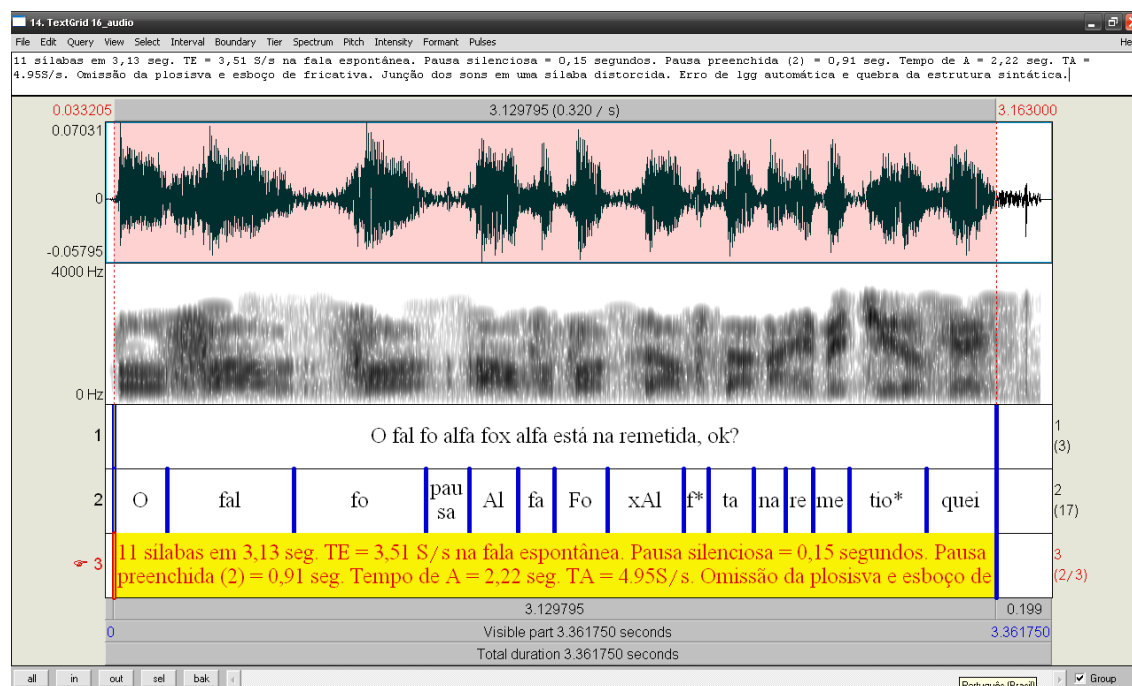 14. TextGrid 16_audio
File Edit Query View Select Interval Boundary Tier Spectrum Pitch Intensity Formant Pulses He
11 sílabas em 3,13 seg. TE = 3,51 S/s na fala espontânea. Pausa silenciosa = 0,15 segundos. Pausa preenchida (2) = 0,91 seg. Tempo de A = 2,22 seg. TA =
4.95S/s. Omissão da plosisva e esboço de fricativa. Junção dos sons em uma sílaba distorcida. Erro de lgg automática e quebra da estrutura sintática.
0.033205 3.129795 (0.320 / s) 3.163000
0.07031
0
-0.05795
4000 Hz
0 Hz
1 O fal fo alfa fox alfa está na remetida, ok? 1
(3)
2 O fal fo pau
sa Al fa Fo xAl f* ta na re me tio* quei 2
(17)
3 11 sílabas em 3,13 seg. TE = 3,51 S/s na fala espontânea. Pausa silenciosa = 0,15 segundos. Pausa 3
preenchida (2) = 0,91 seg. Tempo de A = 2,22 seg. TA = 4.95S/s. Omissão da plosisva e esboço de (2/3)
3.129795 0.199
0 Visible part 3.361750 seconds 3.361750
Total duration 3.361750 seconds
all in out sel bak Group